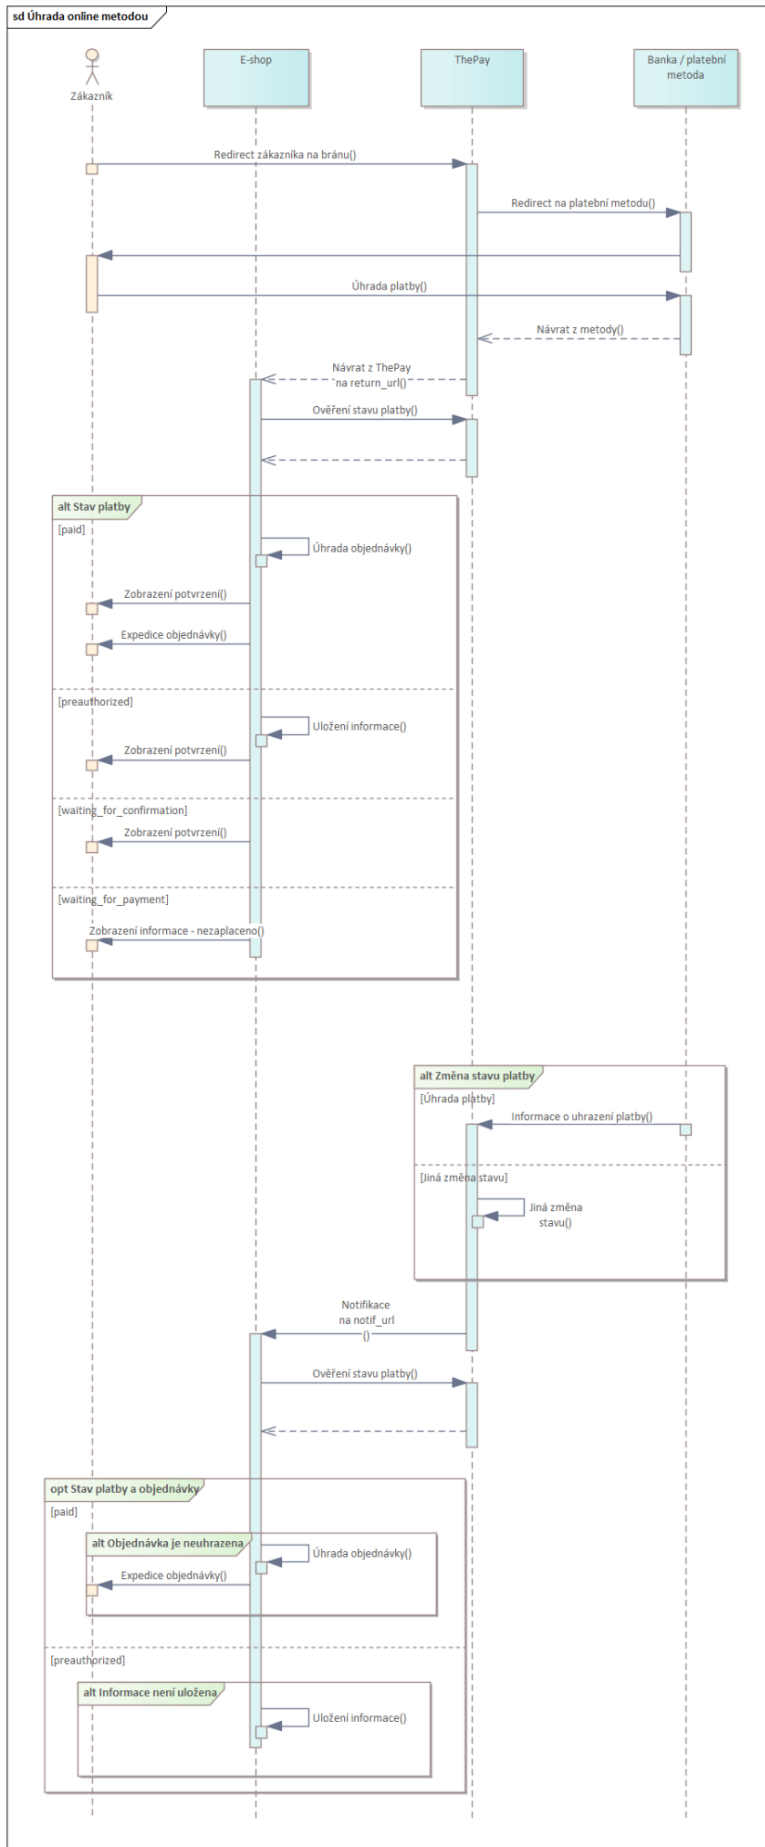 sd Úhrada online metodou
Zákazník
E-shop
ThePay
Banka / platební
metoda
Redirect zákazníka na bránu()
Redirect na platební metodu()
Úhrada platby()
Návrat z metody()
Návrat z ThePay
na return_url()
Ověření stavu platby()
alt Stav platby
[paid]
Úhrada objednávky()
Zobrazení potvrzení()
Expedice objednávky()
[preauthorized]
Uložení informace()
Zobrazení potvrzení()
[waiting_for_confirmation]
Zobrazení potvrzení()
[waiting_for_payment]
Zobrazení informace - nezaplaceno()
alt Změna stavu platby
[Úhrada platby]
Informace o uhrazení platby()
[Jiná změna stavu]
Jiná změna
stavu()
Notifikace
na notif_url
()
Ověření stavu platby()
opt Stav platby a objednávky
[paid]
alt Objednávka je neuhrazena
Úhrada objednávky()
Expedice objednávky()
[preauthorized]
alt Informace není uložena
Uložení informace()